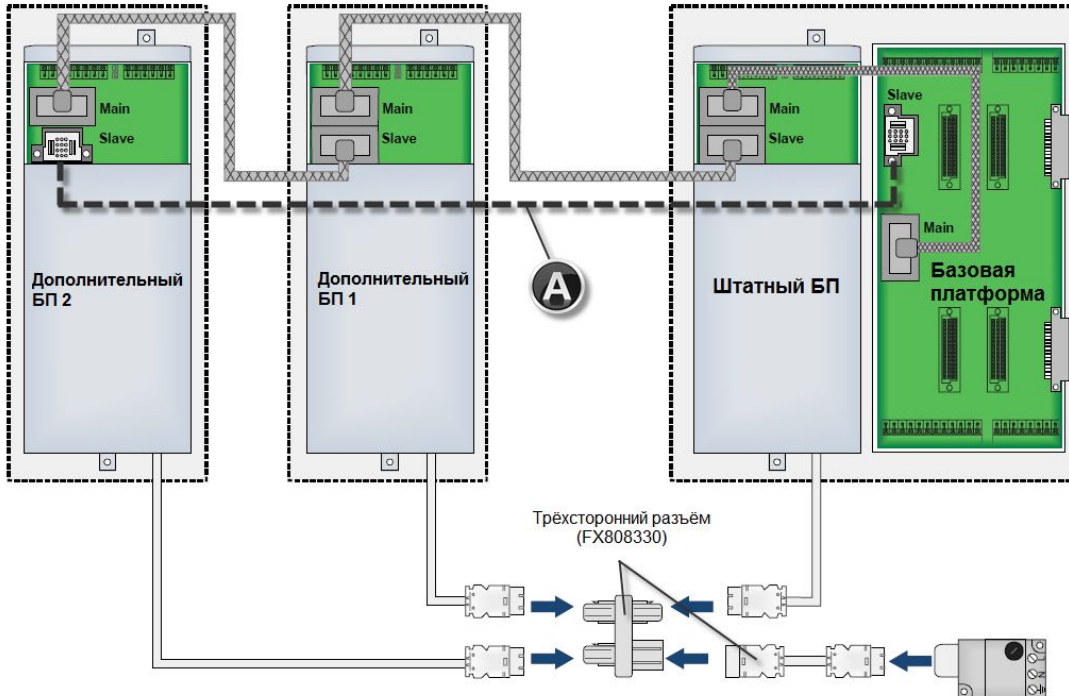 Main
Slave
Дополнительный
БП 2
Main
Slave
Дополнительный
БП 1
Main
Slave
Штатный БП
Slave
Main
Базовая
платформа
A
Трёхсторонний разъём
(FX808330)
L
N